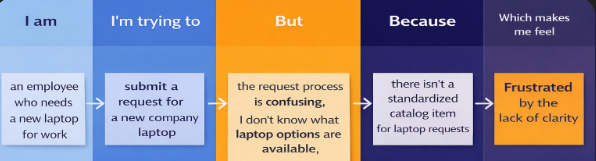 I am
an employee
who needs
a new laptop
for work
I'm trying to
submit a
request for
a new company
laptop
But
the request process
is confusing,
I don't know what
laptop options are
available,
Because
there isn't a
standardized
catalog item
for laptop requests
Which makes
me feel
Frustrated
by the
lack of clarity